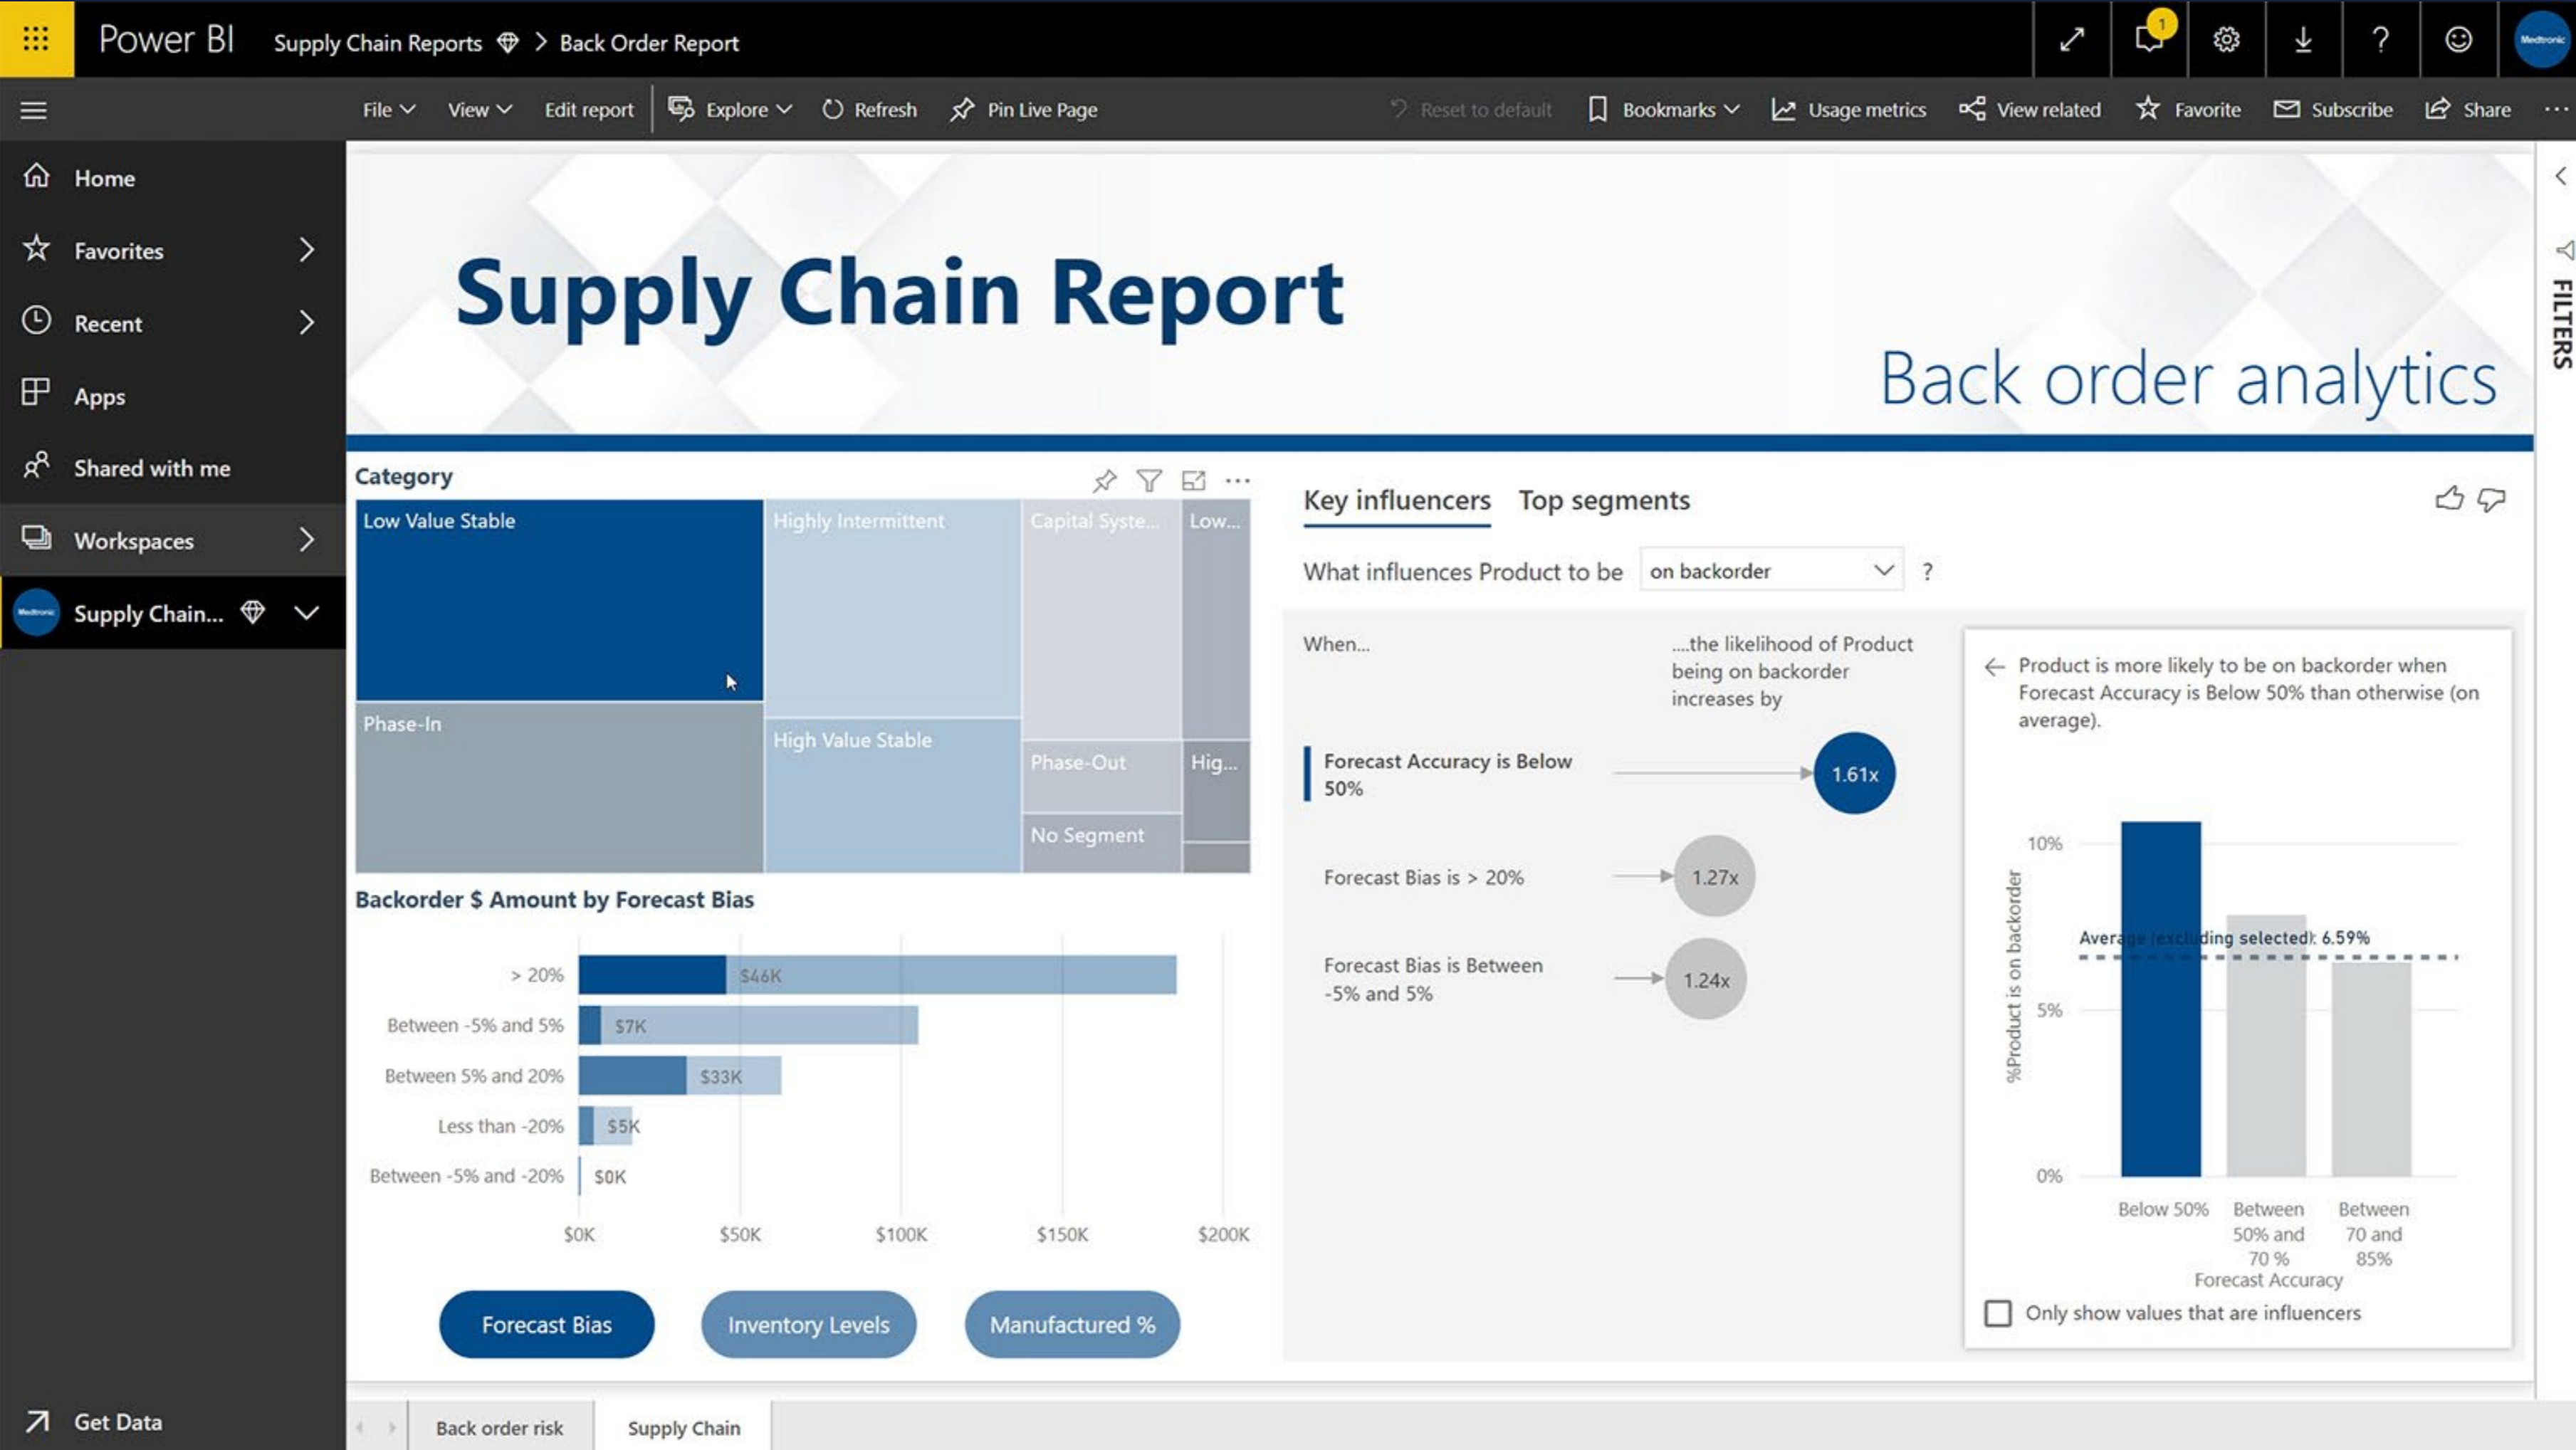 Power BI
Supply Chain Reports > Back Order Report
1
Medtronic
File
View
Edit report
Explore
Refresh
Pin Live Page
Reset to default
Bookmarks
Usage metrics
View related
Favorite
Subscribe
Share
Home
Favorites
Recent
Apps
Shared with me
Workspaces
Medtronic
Supply Chain...
Get Data
Supply Chain Report
Back order analytics
FILTERS
Category
Low Value Stable
Highly Intermittent
Capital Syste...
Low...
Phase-In
High Value Stable
Phase-Out
Hig...
No Segment
Backorder $ Amount by Forecast Bias
> 20%
$46K
Between -5% and 5%
$7K
Between 5% and 20%
$33K
Less than -20%
$5K
Between -5% and -20%
$0K
$0K
$50K
$100K
$150K
$200K
Forecast Bias
Inventory Levels
Manufactured %
Key influencers
Top segments
What influences Product to be
on backorder
?
When...
....the likelihood of Product
being on backorder
increases by
Forecast Accuracy is Below
50%
1.61x
Forecast Bias is > 20%
1.27x
Forecast Bias is Between
-5% and 5%
1.24x
Product is more likely to be on backorder when
Forecast Accuracy is Below 50% than otherwise (on
average).
%Product is on backorder
10%
5%
0%
Average (excluding selected): 6.59%
Below 50%
Between
50% and
70 %
Between
70 and
85%
Forecast Accuracy
Only show values that are influencers
Back order risk
Supply Chain